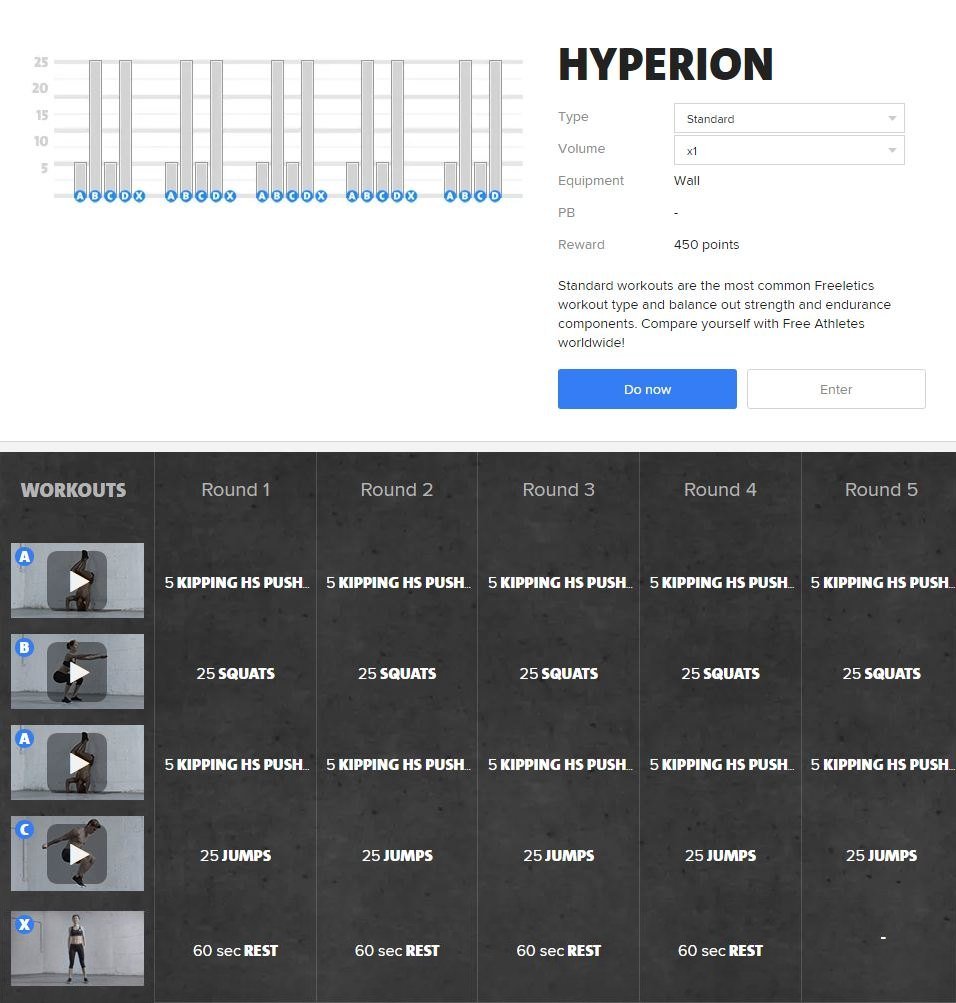 HYPERION
25
20
15
10
5
A B C D X A B C D X A B C D X A B C D X A B C D
Type Standard
Volume x1
Equipment Wall
PB -
Reward 450 points
Standard workouts are the most common Freeletics
workout type and balance out strength and endurance
components. Compare yourself with Free Athletes
worldwide!
Do now Enter
WORKOUTS Round 1 Round 2 Round 3 Round 4 Round 5
A
5 KIPPING HS PUSH... 5 KIPPING HS PUSH... 5 KIPPING HS PUSH... 5 KIPPING HS PUSH... 5 KIPPING HS PUSH...
B
25 SQUATS 25 SQUATS 25 SQUATS 25 SQUATS 25 SQUATS
A
5 KIPPING HS PUSH... 5 KIPPING HS PUSH... 5 KIPPING HS PUSH... 5 KIPPING HS PUSH... 5 KIPPING HS PUSH...
C
25 JUMPS 25 JUMPS 25 JUMPS 25 JUMPS 25 JUMPS
X
60 sec REST 60 sec REST 60 sec REST 60 sec REST -